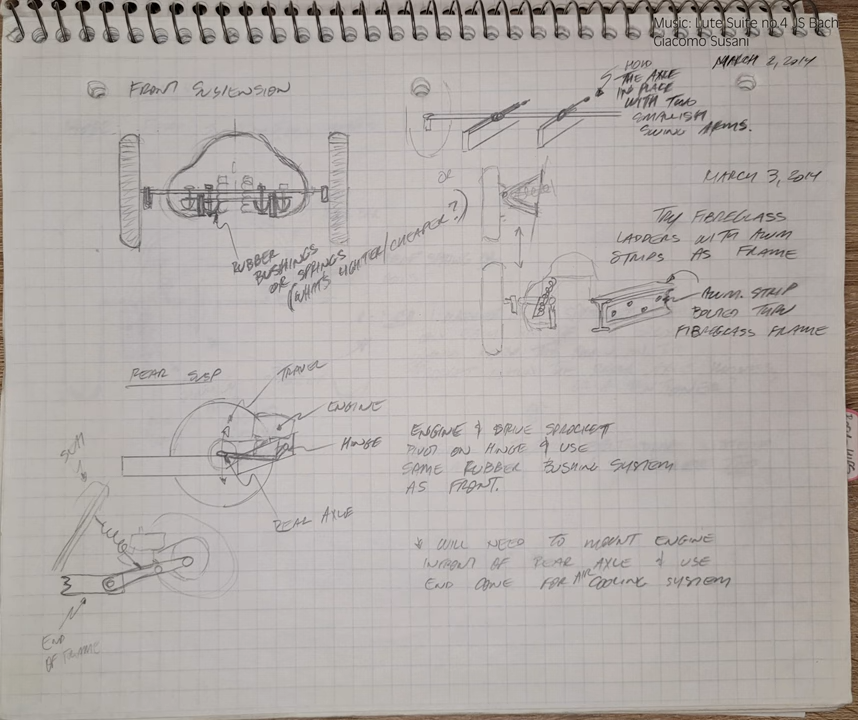 Music: Lute Suite no.4 JS Bach
Giacomo Susani
MARCH 2, 2014
FRONT SUSPENSION
HOLD
THE AXLE
IN PLACE
WITH TWO
SMALLISH
SWING ARMS.
OR
MARCH 3, 2014
TRY FIBREGLASS
LADDERS WITH ALUM
STRIPS AS FRAME
RUBBER
BUSHINGS
OR SPRINGS
(WHAT'S LIGHTER/CHEAPER?)
ALUM. STRIP
BOLTED THRU
FIBREGLASS FRAME
REAR SUSP
TRAVEL
ENGINE
HINGE
REAR AXLE
ENGINE & DRIVE SPROCKET
PIVOT ON HINGE & USE
SAME RUBBER BUSHING SYSTEM
AS FRONT.
* WILL NEED TO MOUNT ENGINE
INFRONT OF REAR AXLE & USE
END CONE FOR AIR COOLING SYSTEM
END
OF FRAME